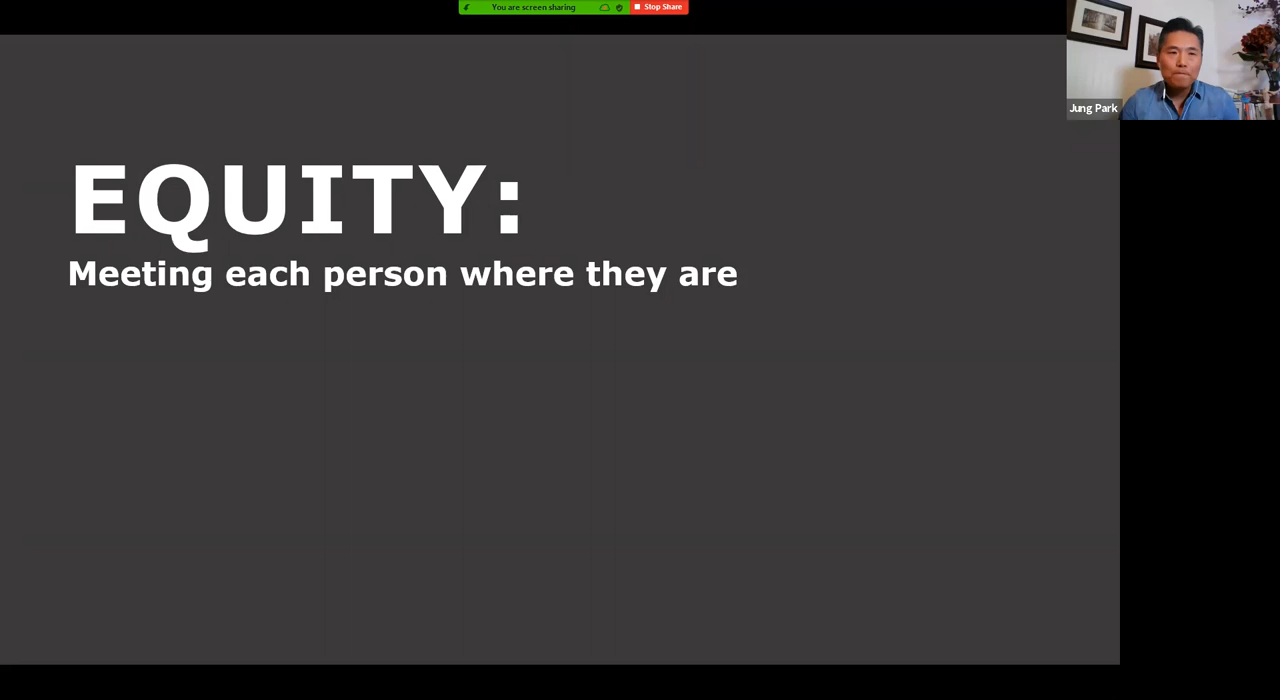 You are screen sharing
Stop Share
Jung Park
EQUITY:
Meeting each person where they are